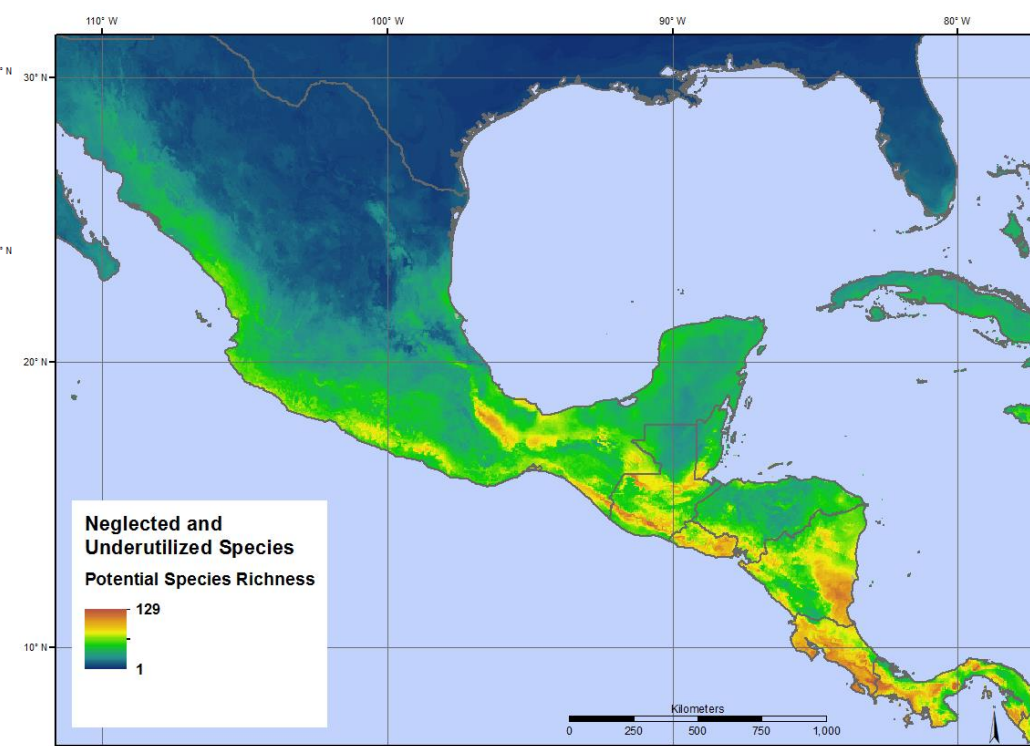 110° W 100° W 90° W 80° W
° N 30° N
° N
20° N
Neglected and
Underutilized Species
Potential Species Richness
129
1
10° N
Kilometers
0 250 500 750 1,000